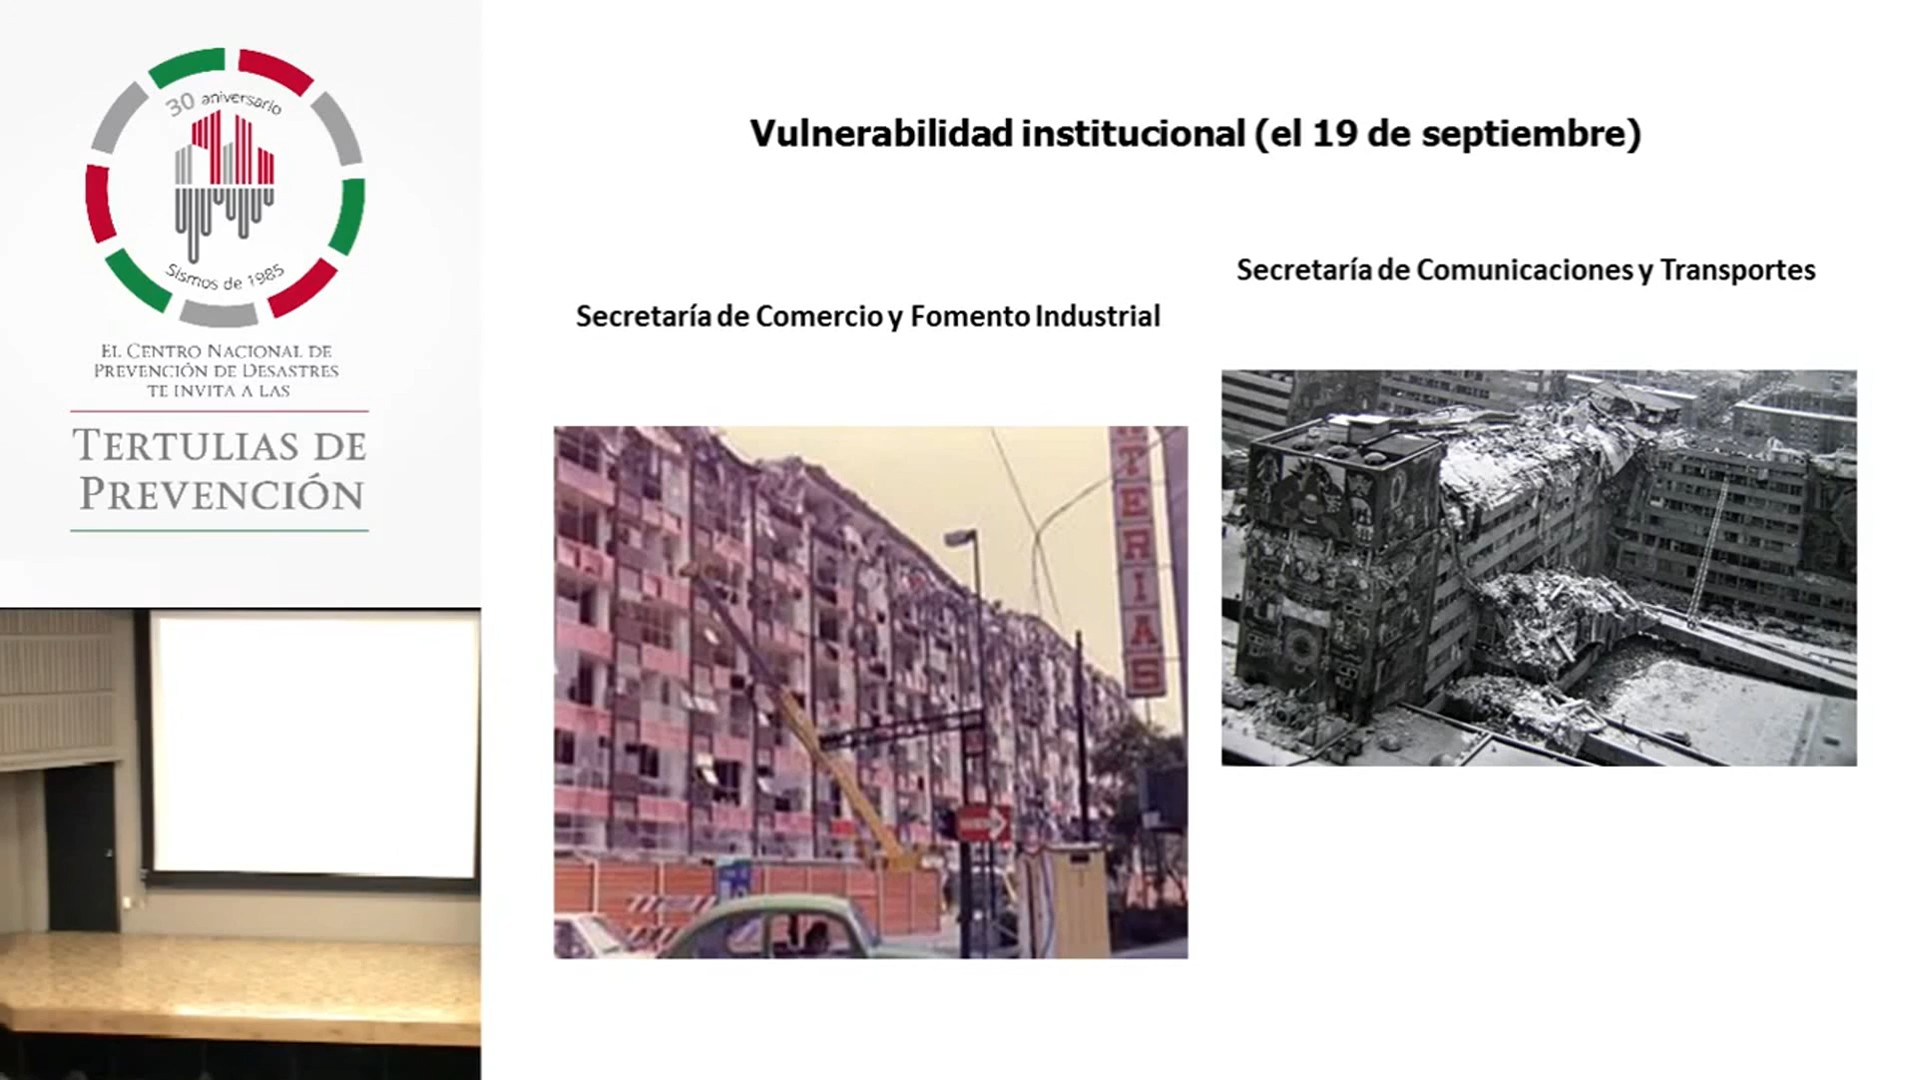 30 aniversario
Sismos de 1985
EL CENTRO NACIONAL DE
PREVENCIÓN DE DESASTRES
TE INVITA A LAS
TERTULIAS DE
PREVENCIÓN
Vulnerabilidad institucional (el 19 de septiembre)
Secretaría de Comunicaciones y Transportes
Secretaría de Comercio y Fomento Industrial
TERIAS